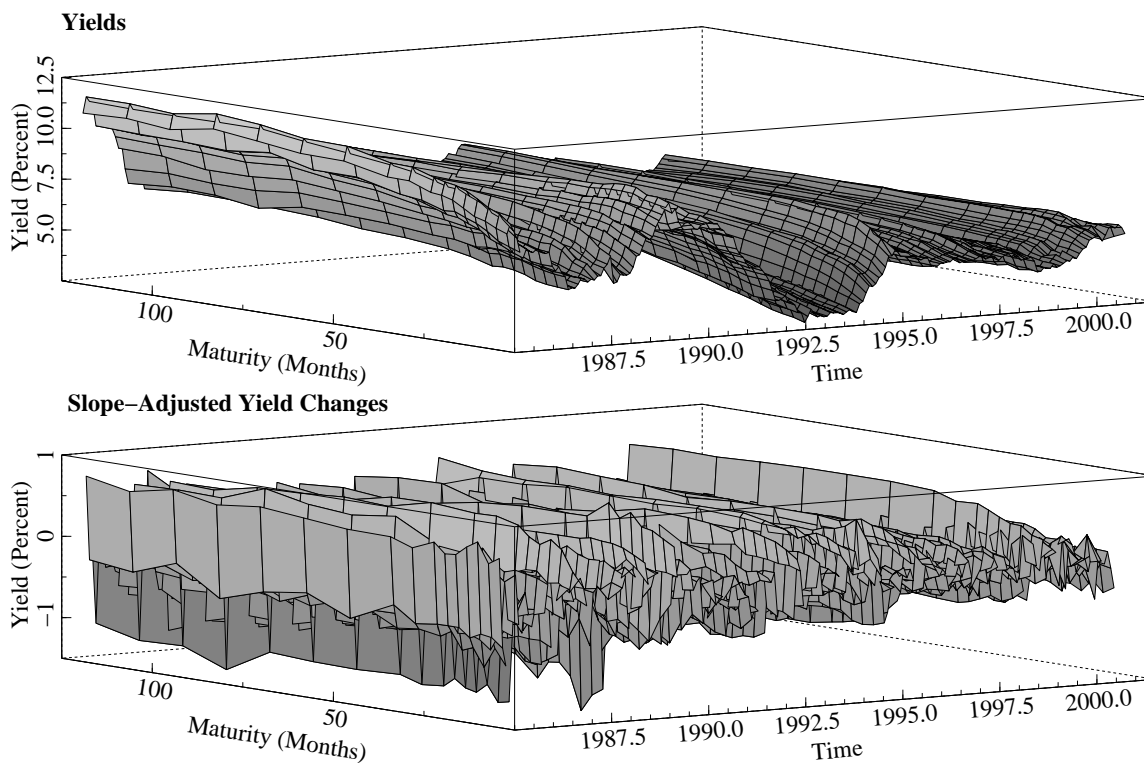 Yields
12.5
10.0
7.5
5.0
Yield (Percent)
100
50
Maturity (Months)
1987.5 1990.0 1992.5 1995.0 1997.5 2000.0
Time
Slope−Adjusted Yield Changes
1
0
−1
Yield (Percent)
100
50
Maturity (Months)
1987.5 1990.0 1992.5 1995.0 1997.5 2000.0
Time